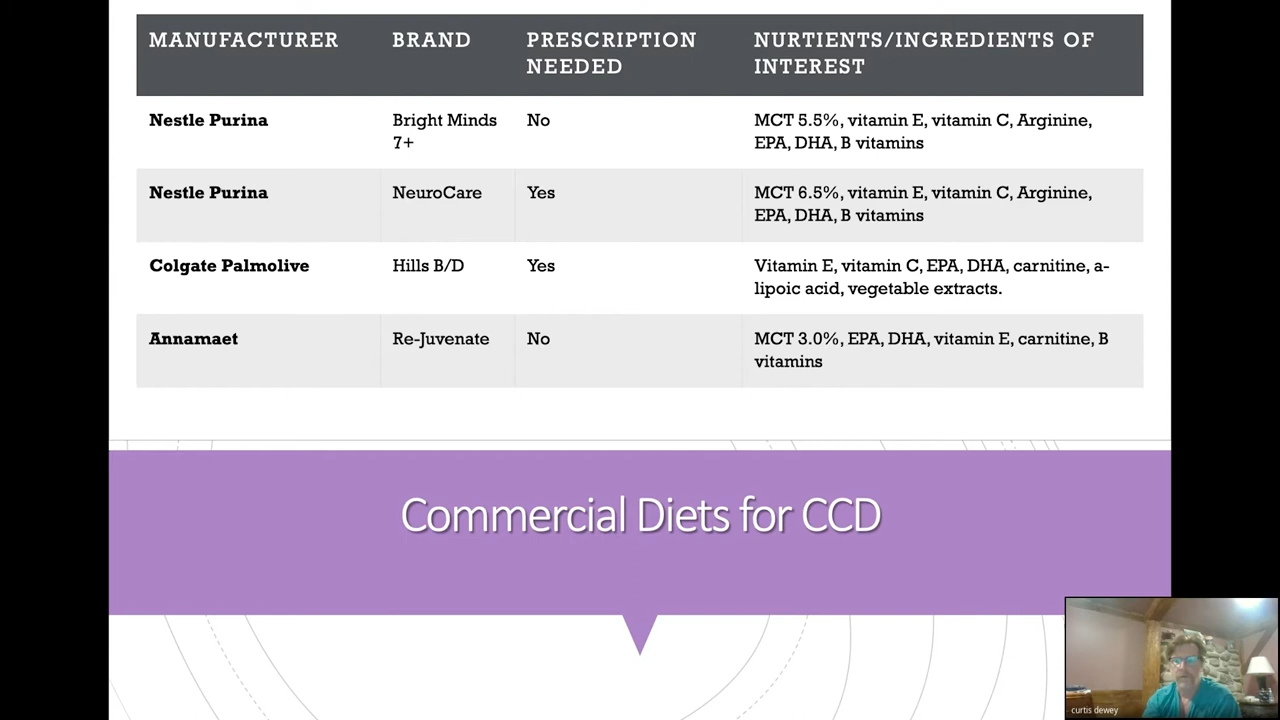 MANUFACTURER BRAND PRESCRIPTION NEEDED NURTIENTS/INGREDIENTS OF INTEREST
Nestle Purina Bright Minds 7+ No MCT 5.5%, vitamin E, vitamin C, Arginine, EPA, DHA, B vitamins
Nestle Purina NeuroCare Yes MCT 6.5%, vitamin E, vitamin C, Arginine, EPA, DHA, B vitamins
Colgate Palmolive Hills B/D Yes Vitamin E, vitamin C, EPA, DHA, carnitine, a-lipoic acid, vegetable extracts.
Annamaet Re-Juvenate No MCT 3.0%, EPA, DHA, vitamin E, carnitine, B vitamins
Commercial Diets for CCD
curtis dewey